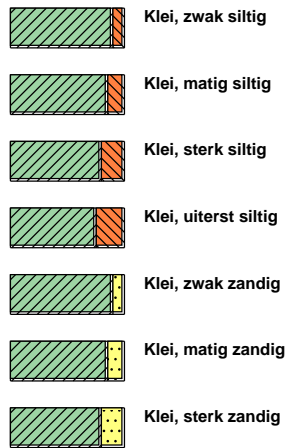 Klei, zwak siltig
Klei, matig siltig
Klei, sterk siltig
Klei, uiterst siltig
Klei, zwak zandig
Klei, matig zandig
Klei, sterk zandig